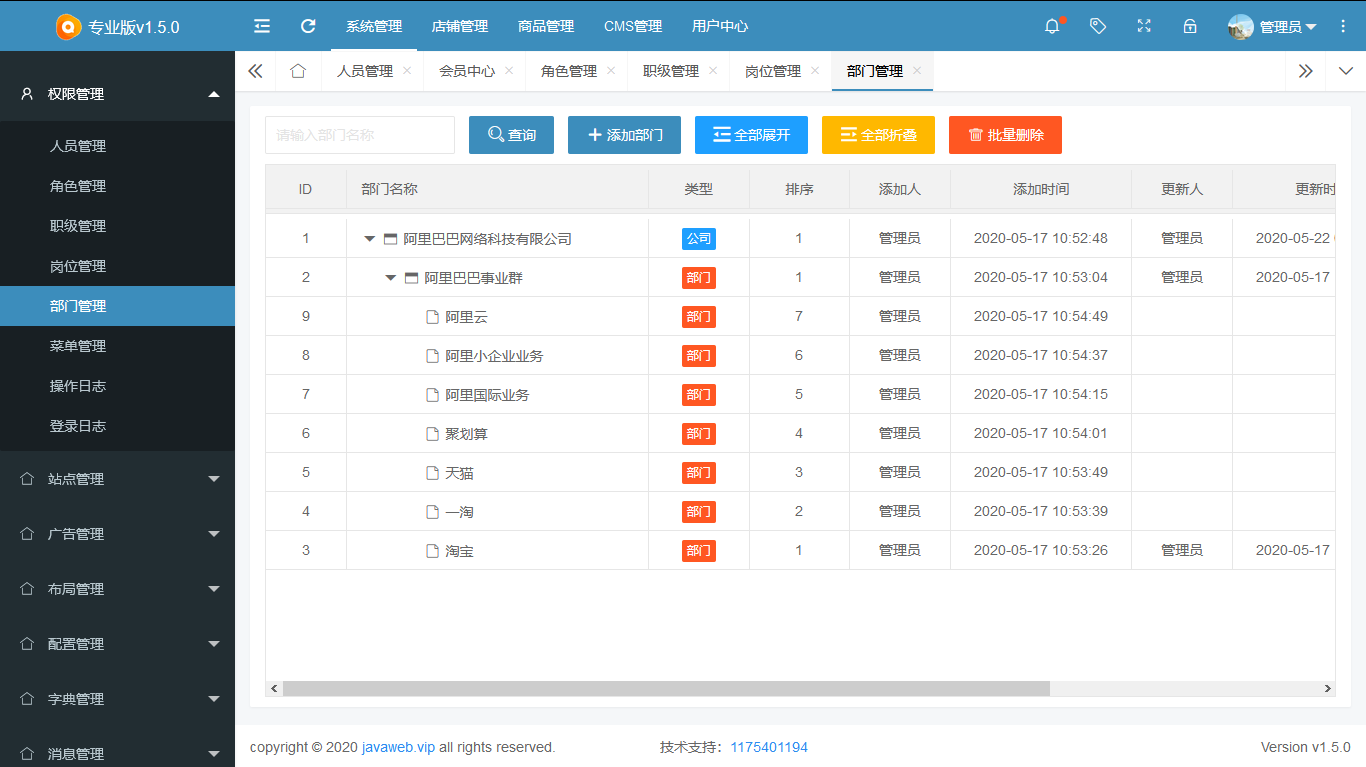 专业版v1.5.0
系统管理 店铺管理 商品管理 CMS管理 用户中心 管理员
权限管理
人员管理
角色管理
职级管理
岗位管理
部门管理
菜单管理
操作日志
登录日志
站点管理
广告管理
布局管理
配置管理
字典管理
消息管理
人员管理 会员中心 角色管理 职级管理 岗位管理 部门管理
请输入部门名称 查询 添加部门 全部展开 全部折叠 批量删除
ID 部门名称 类型 排序 添加人 添加时间 更新人 更新时
1 阿里巴巴网络科技有限公司 公司 1 管理员 2020-05-17 10:52:48 管理员 2020-05-22
2 阿里巴巴事业群 部门 1 管理员 2020-05-17 10:53:04 管理员 2020-05-17
9 阿里云 部门 7 管理员 2020-05-17 10:54:49
8 阿里小企业业务 部门 6 管理员 2020-05-17 10:54:37
7 阿里国际业务 部门 5 管理员 2020-05-17 10:54:15
6 聚划算 部门 4 管理员 2020-05-17 10:54:01
5 天猫 部门 3 管理员 2020-05-17 10:53:49
4 一淘 部门 2 管理员 2020-05-17 10:53:39
3 淘宝 部门 1 管理员 2020-05-17 10:53:26 管理员 2020-05-17
copyright © 2020 javaweb.vip all rights reserved. 技术支持：1175401194 Version v1.5.0